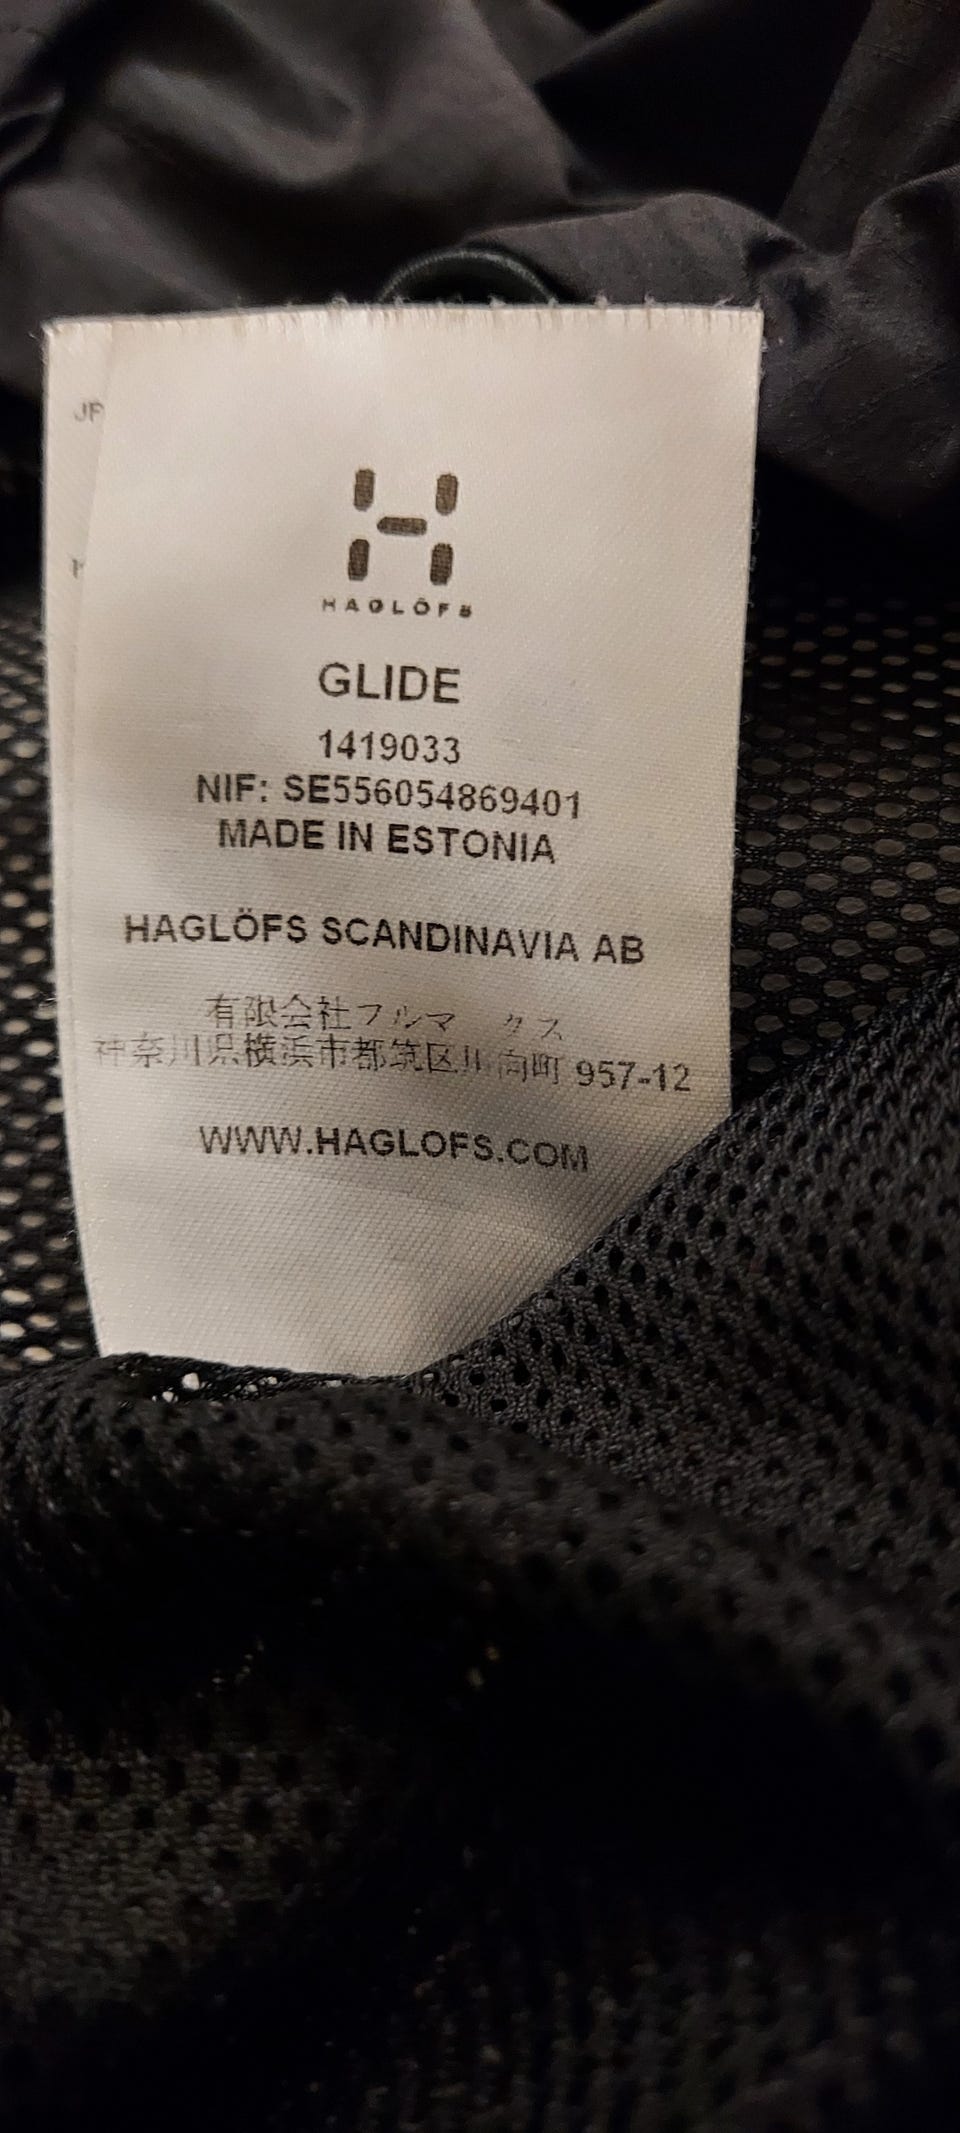 JP
HAGLÖFS
GLIDE
1419033
NIF: SE556054869401
MADE IN ESTONIA
HAGLÖFS SCANDINAVIA AB
有限会社フルマークス
神奈川県横浜市都筑区川向町 957-12
WWW.HAGLOFS.COM